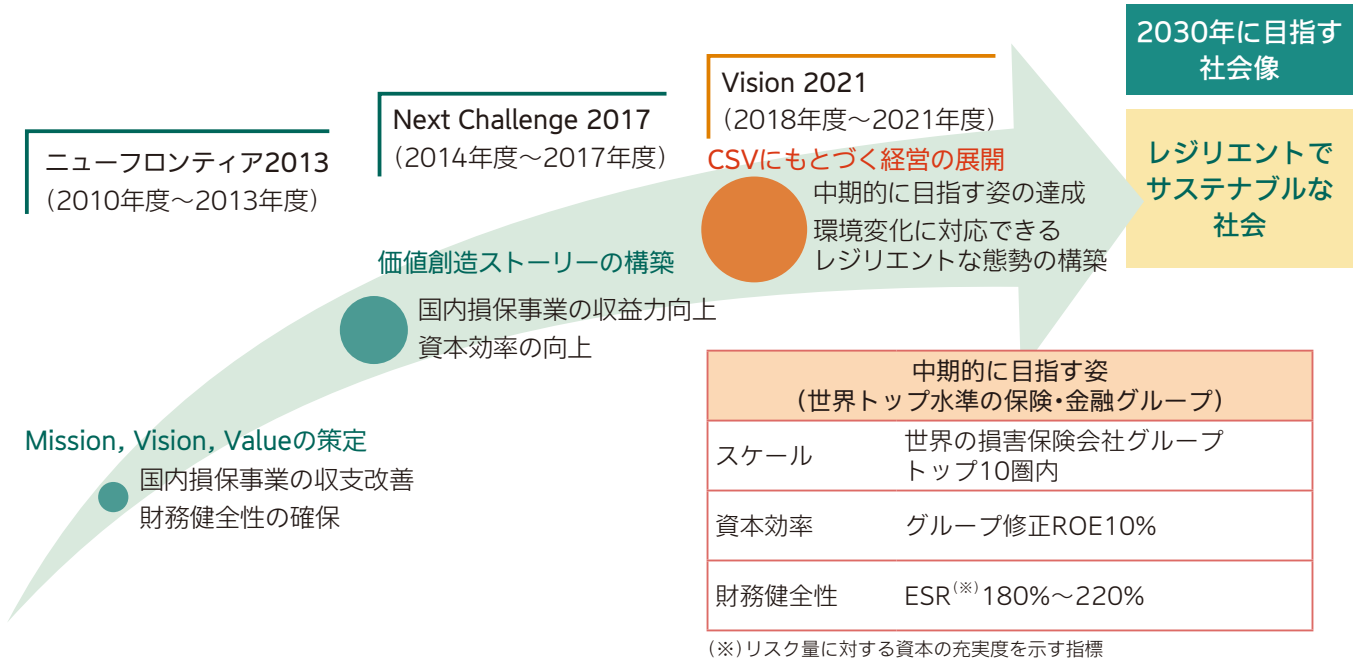 ニューフロンティア2013
（2010年度～2013年度）
Mission, Vision, Valueの策定
国内損保事業の収支改善
財務健全性の確保
Next Challenge 2017
（2014年度～2017年度）
価値創造ストーリーの構築
国内損保事業の収益力向上
資本効率の向上
Vision 2021
（2018年度～2021年度）
CSVにもとづく経営の展開
中期的に目指す姿の達成
環境変化に対応できる
レジリエントな態勢の構築
2030年に目指す
社会像
レジリエントで
サステナブルな
社会
中期的に目指す姿
（世界トップ水準の保険・金融グループ）
スケール 世界の損害保険会社グループ
トップ10圏内
資本効率 グループ修正ROE10%
財務健全性 ESR(※)180%～220%
(※)リスク量に対する資本の充実度を示す指標